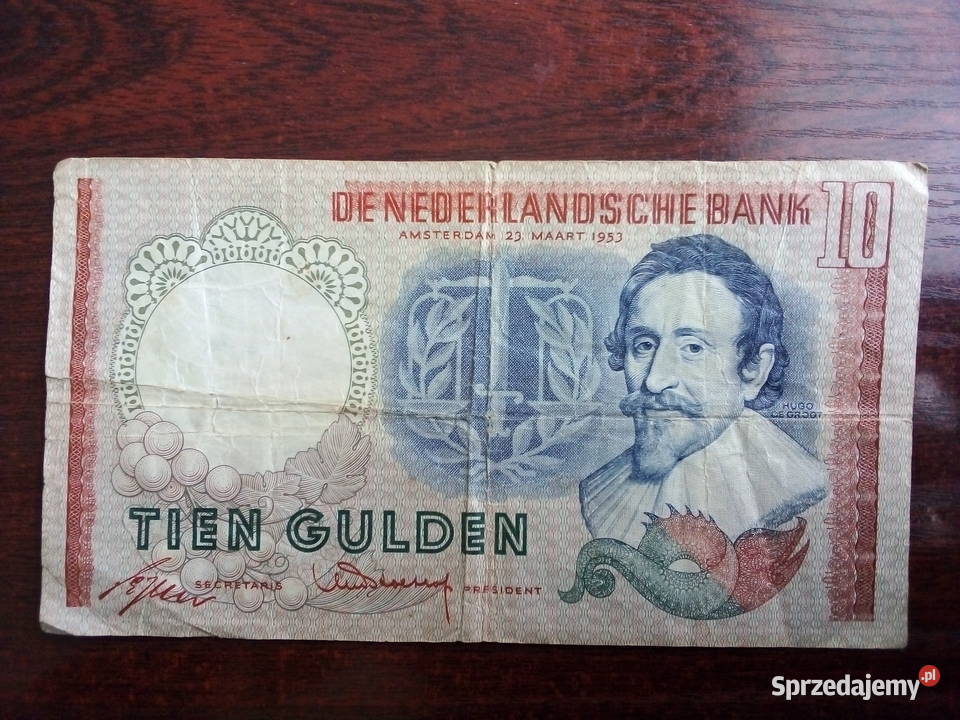 DE NEDERLANDSCHE BANK 10
AMSTERDAM 23 MAART 1953
HUGO
DE GROOT
TIEN GULDEN
SECRETARIS
PRESIDENT
Sprzedajemy.pl